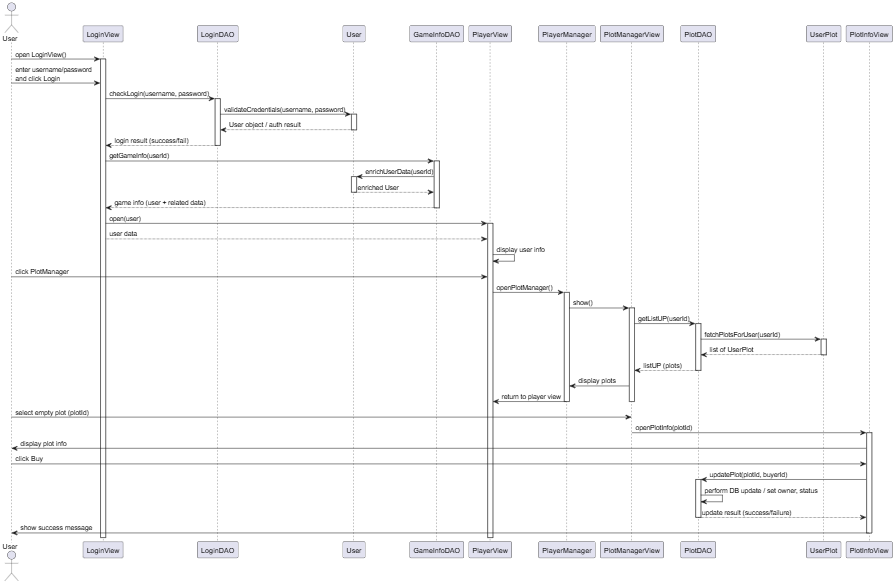 User
LoginView
LoginDAO
User
GameInfoDAO
PlayerView
PlayerManager
PlotManagerView
PlotDAO
UserPlot
PlotInfoView
open LoginView()
enter username/password
and click Login
checkLogin(username, password)
validateCredentials(username, password)
User object / auth result
login result (success/fail)
getGameInfo(userId)
enrichUserData(userId)
enriched User
game info (user + related data)
open(user)
user data
display user info
click PlotManager
openPlotManager()
show()
getListUP(userId)
fetchPlotsForUser(userId)
list of UserPlot
listUP (plots)
display plots
return to player view
select empty plot (plotId)
openPlotInfo(plotId)
display plot info
click Buy
updatePlot(plotId, buyerId)
perform DB update / set owner, status
update result (success/failure)
show success message
User
LoginView
LoginDAO
User
GameInfoDAO
PlayerView
PlayerManager
PlotManagerView
PlotDAO
UserPlot
PlotInfoView